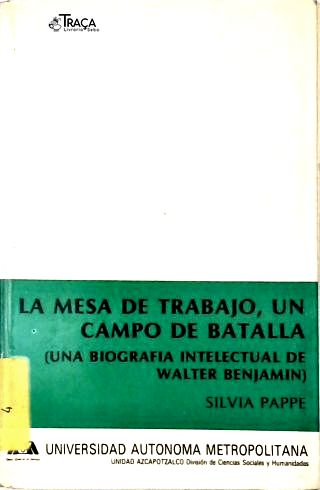 TRAÇA
Livraria Sebo
LA MESA DE TRABAJO, UN
CAMPO DE BATALLA
(UNA BIOGRAFIA INTELECTUAL DE
WALTER BENJAMIN)
SILVIA PAPPE
4
UNIVERSIDAD AUTONOMA METROPOLITANA
UNIDAD AZCAPOTZALCO División de Ciencias Sociales y Humanidades